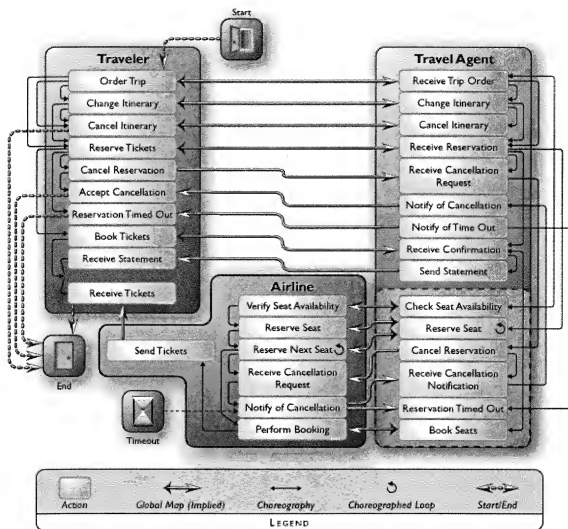 Start
Traveler
Order Trip
Change Itinerary
Cancel Itinerary
Reserve Tickets
Cancel Reservation
Accept Cancellation
Reservation Timed Out
Book Tickets
Receive Statement
Receive Tickets
Travel Agent
Receive Trip Order
Change Itinerary
Cancel Itinerary
Receive Reservation
Receive Cancellation
Request
Notify of Cancellation
Notify of Time Out
Receive Confirmation
Send Statement
Check Seat Availability
Reserve Seat
Cancel Reservation
Receive Cancellation
Notification
Reservation Timed Out
Book Seats
Airline
Verify Seat Availability
Reserve Seat
Reserve Next Seat
Receive Cancellation
Request
Notify of Cancellation
Perform Booking
Send Tickets
End
Timeout
Action
Global Map (Implied)
Choreography
Choreographed Loop
Start/End
LEGEND